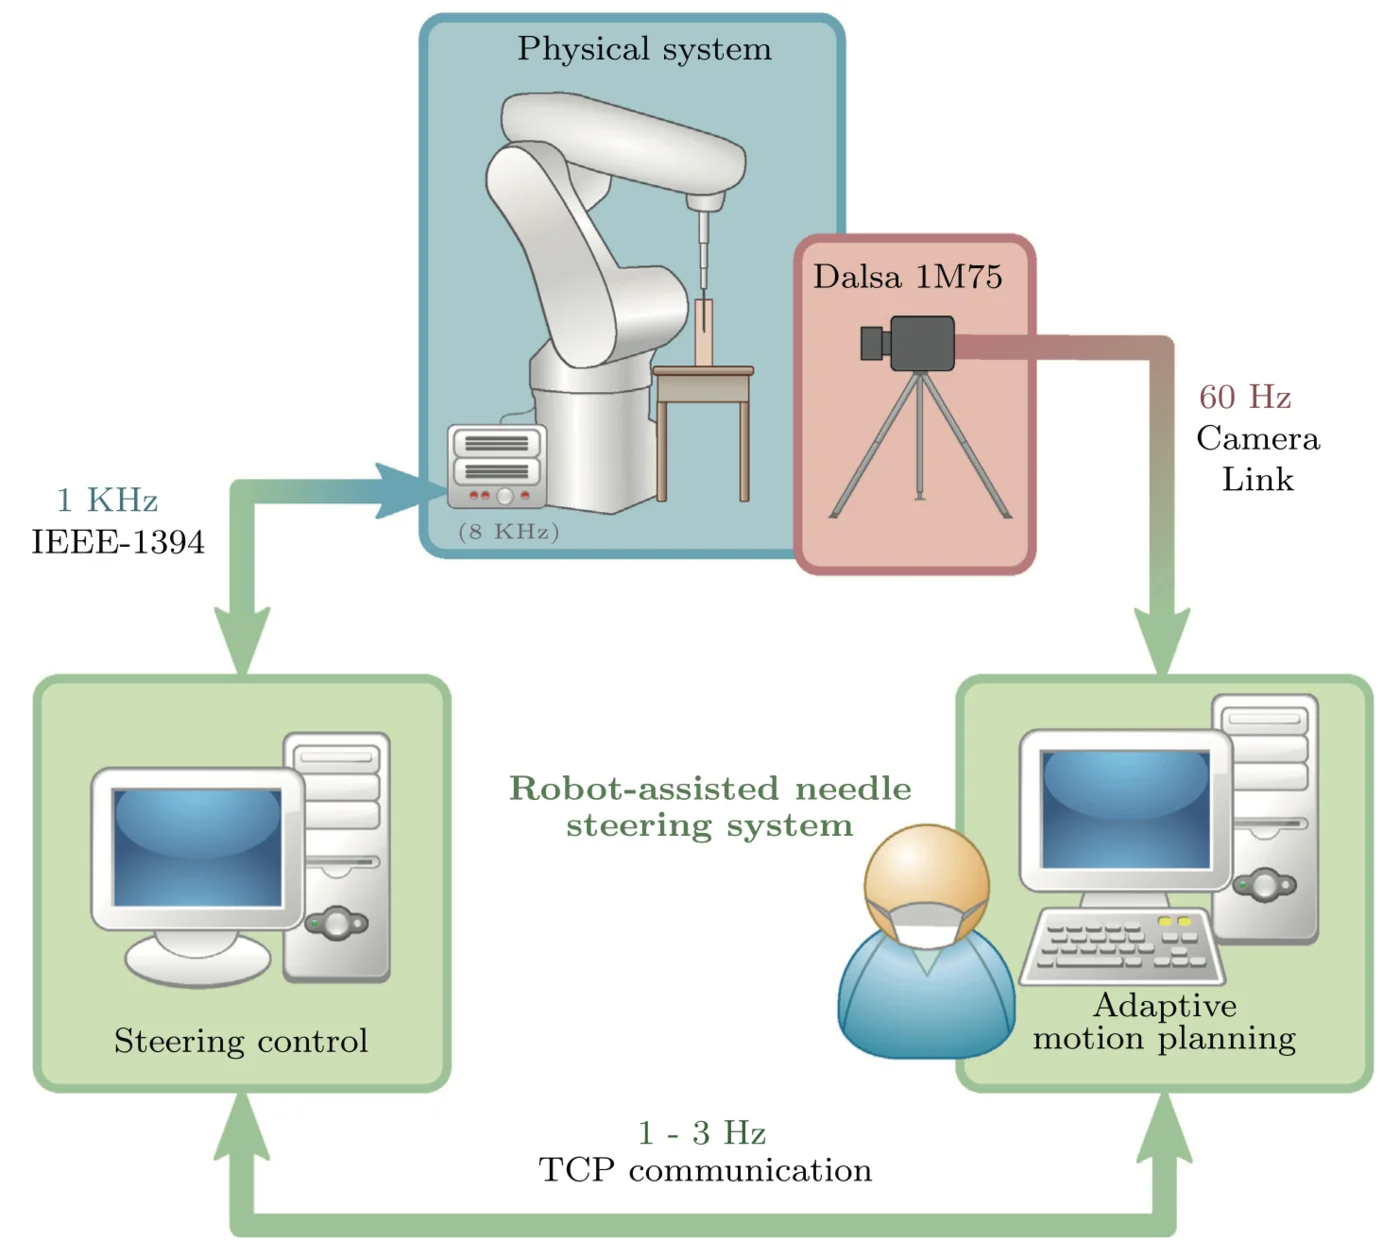 Physical system
Dalsa 1M75
60 Hz
Camera
Link
1 KHz
IEEE-1394
(8 KHz)
Robot-assisted needle
steering system
Steering control
Adaptive
motion planning
1 - 3 Hz
TCP communication